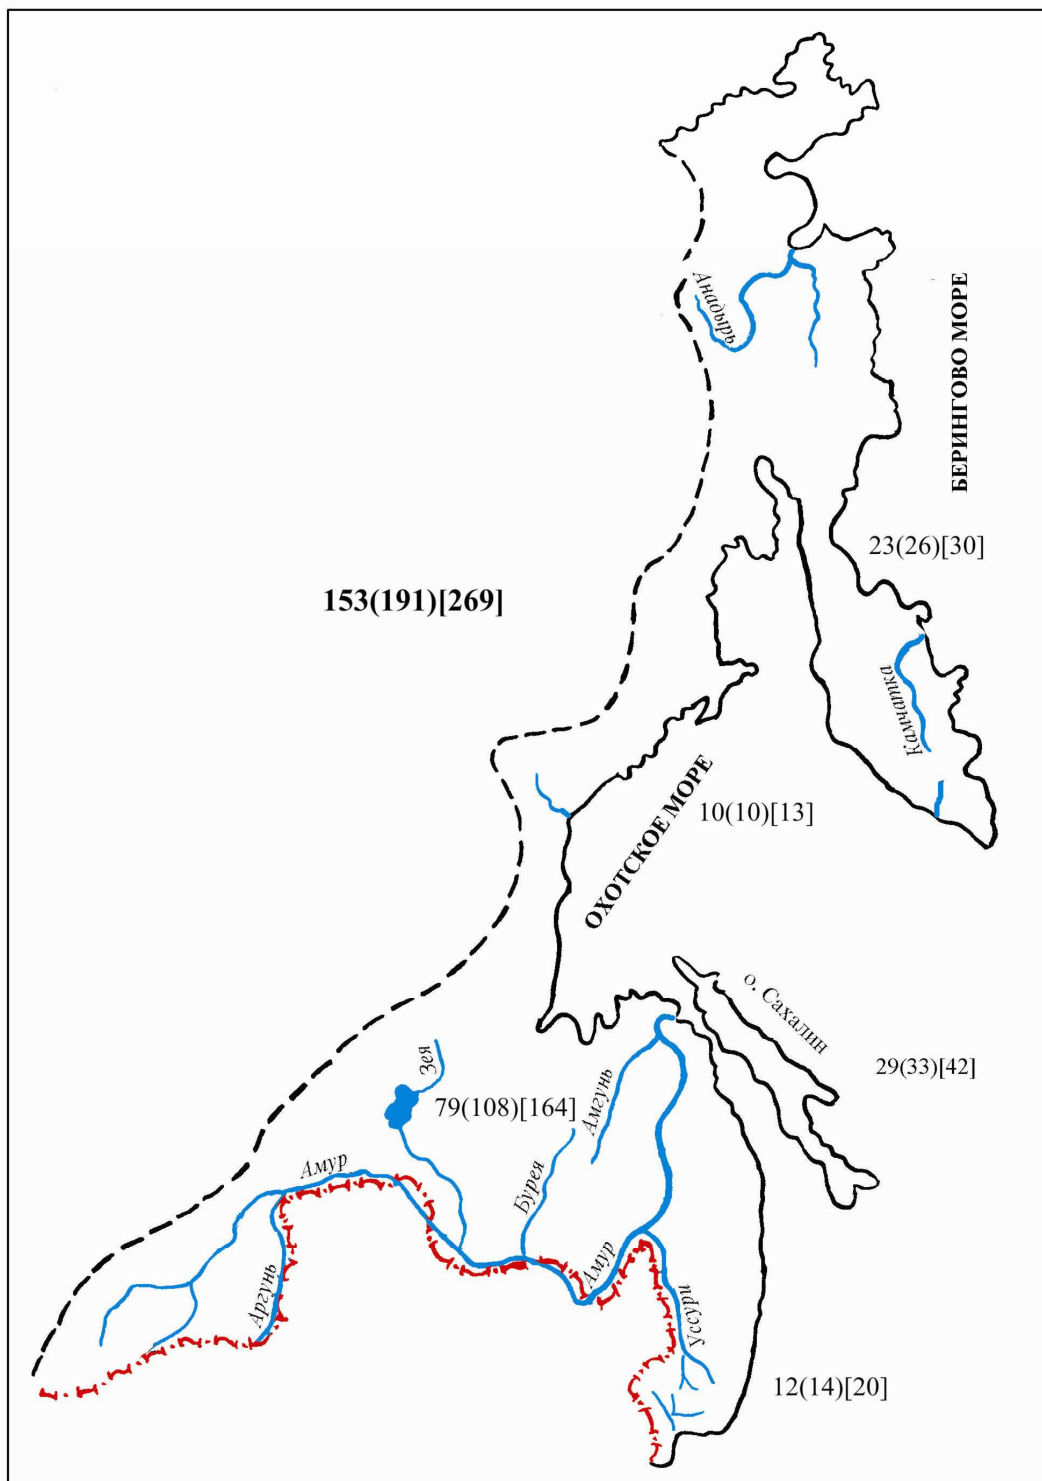 Анадырь
БЕРИНГОВО МОРЕ
23(26)[30]
153(191)[269]
Камчатка
ОХОТСКОЕ МОРЕ
10(10)[13]
о. Сахалин
29(33)[42]
Зея
79(108)[164]
Амгунь
Амур
Бурея
Амур
Аргунь
Уссури
12(14)[20]